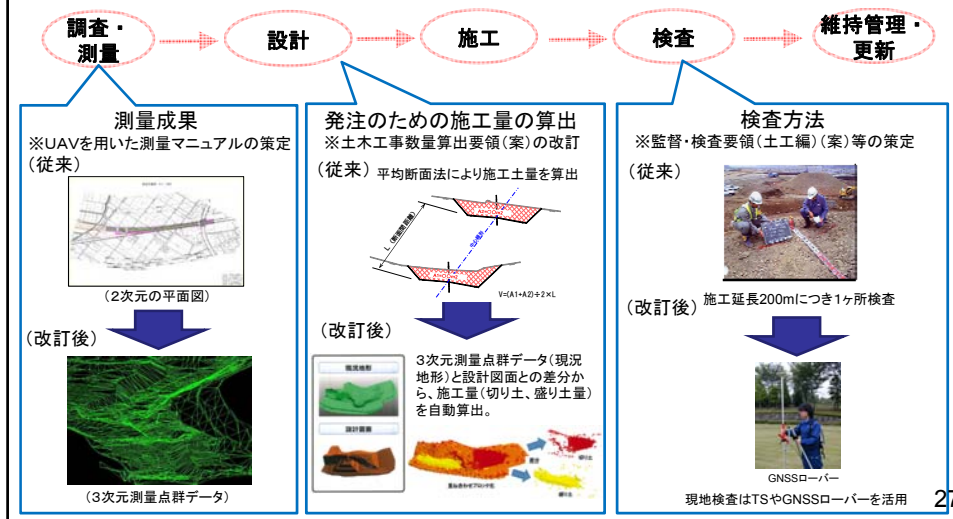 調査・
測量
設計
施工
検査
維持管理・
更新
測量成果
※UAVを用いた測量マニュアルの策定
(従来)
(2次元の平面図)
(改訂後)
(3次元測量点群データ)
発注のための施工量の算出
※土木工事数量算出要領(案)の改訂
(従来) 平均断面法により施工土量を算出
V=(A1+A2)÷2×L
(改訂後)
現況地形
設計図面
3次元測量点群データ(現況
地形)と設計図面との差分か
ら、施工量(切り土、盛り土量)
を自動算出。
検査方法
※監督・検査要領(土工編)(案)等の策定
(従来)
施工延長200mにつき1ヶ所検査
(改訂後)
GNSSローバー
現地検査はTSやGNSSローバーを活用
27